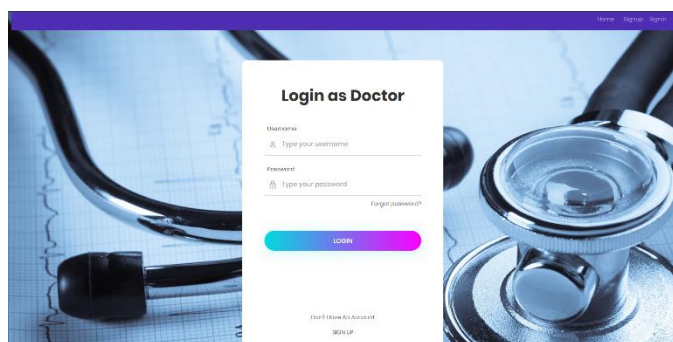 Home Signup Signin
Login as Doctor
Username
Type your username
Password
Type your password
Forgot password?
LOGIN
Don't Have An Account
SIGN UP